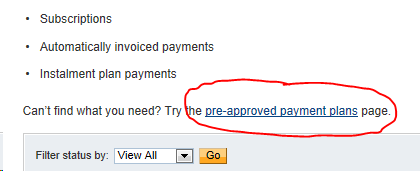 • Subscriptions
• Automatically invoiced payments
• Instalment plan payments
Can't find what you need? Try the pre-approved payment plans page.
Filter status by: View All Go